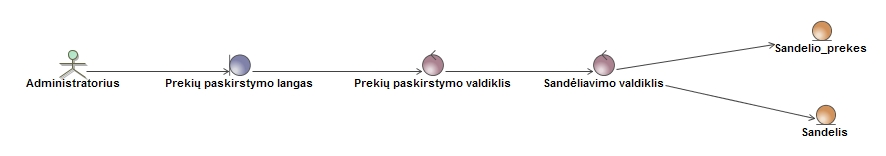 Sandelio_prekes
Administratorius
Prekių paskirstymo langas
Prekių paskirstymo valdiklis
Sandėliavimo valdiklis
Sandelis